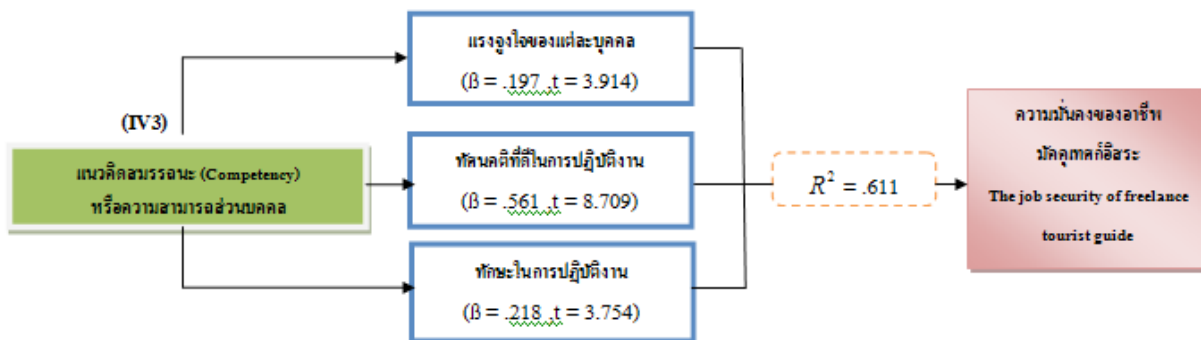 แรงจูงใจของแต่ละบุคคล
(ß = .197 ,t = 3.914)
(IV3)
แนวคิดสมรรถนะ (Competency)
หรือความสามารถส่วนบุคคล
ทัศนคติที่ดีในการปฏิบัติงาน
(ß = .561 ,t = 8.709)
ทักษะในการปฏิบัติงาน
(ß = .218 ,t = 3.754)
R² = .611
ความมั่นคงของอาชีพ
มัคคุเทศก์อิสระ
The job security of freelance
tourist guide